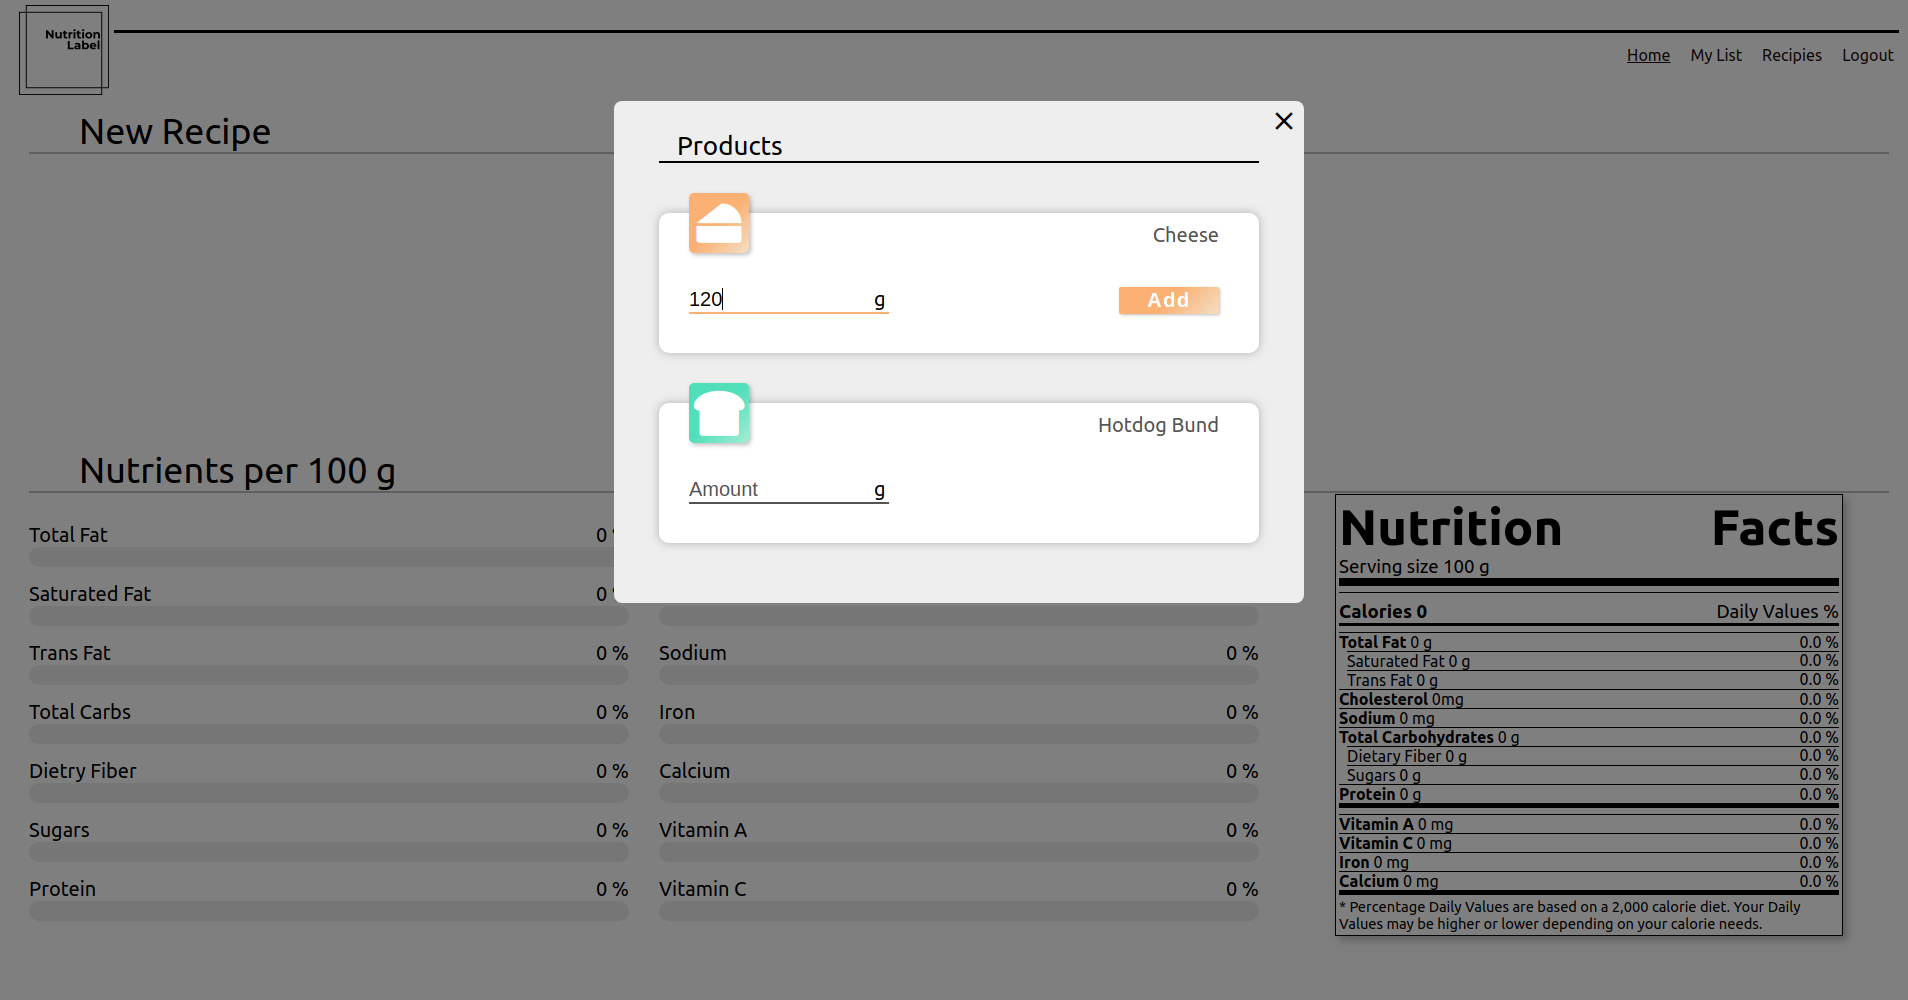 Nutrition
Label
Home My List Recipies Logout
New Recipe
Products
Cheese
120 g Add
Hotdog Bund
Amount g
Nutrients per 100 g
Total Fat 0
Saturated Fat 0
Trans Fat 0 %
Total Carbs 0 %
Dietry Fiber 0 %
Sugars 0 %
Protein 0 %
Sodium 0 %
Iron 0 %
Calcium 0 %
Vitamin A 0 %
Vitamin C 0 %
Nutrition Facts
Serving size 100 g
Calories 0 Daily Values %
Total Fat 0 g 0.0 %
Saturated Fat 0 g 0.0 %
Trans Fat 0 g 0.0 %
Cholesterol 0mg 0.0 %
Sodium 0 mg 0.0 %
Total Carbohydrates 0 g 0.0 %
Dietary Fiber 0 g 0.0 %
Sugars 0 g 0.0 %
Protein 0 g 0.0 %
Vitamin A 0 mg 0.0 %
Vitamin C 0 mg 0.0 %
Iron 0 mg 0.0 %
Calcium 0 mg 0.0 %
* Percentage Daily Values are based on a 2,000 calorie diet. Your Daily
Values may be higher or lower depending on your calorie needs.